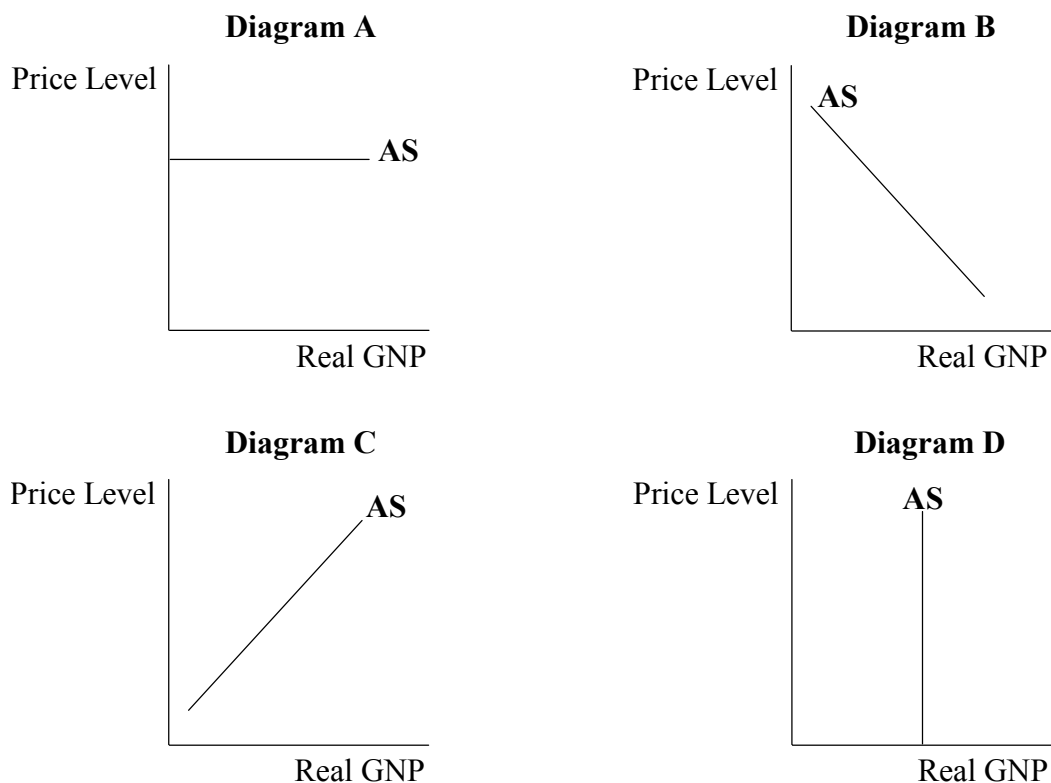 Diagram A
Price Level
AS
Real GNP
Diagram B
Price Level
AS
Real GNP
Diagram C
Price Level
AS
Real GNP
Diagram D
Price Level
AS
Real GNP